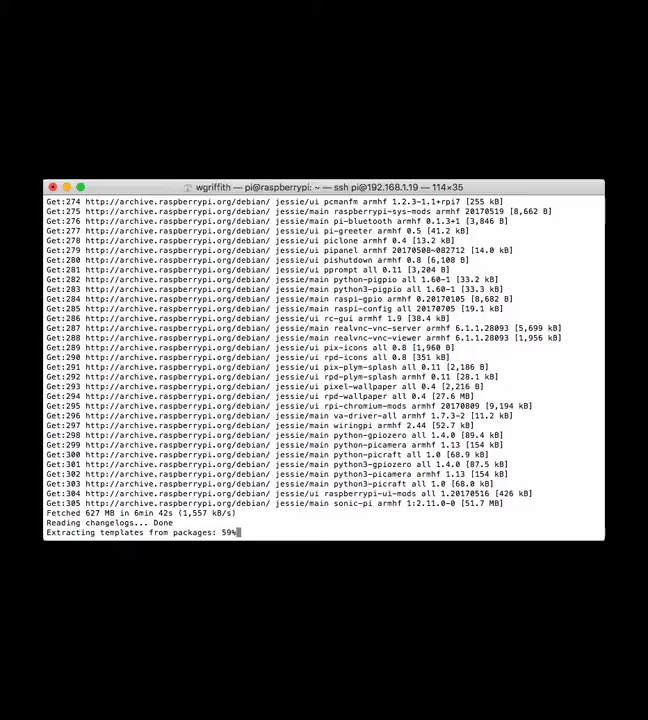 wgriffith — pi@raspberrypi: ~ — ssh pi@192.168.1.19 — 114×35
Get:274 http://archive.raspberrypi.org/debian/ jessie/ui pcmanfm armhf 1.2.3-1.1+rpi7 [255 kB]
Get:275 http://archive.raspberrypi.org/debian/ jessie/main raspberrypi-sys-mods armhf 20170519 [8,662 B]
Get:276 http://archive.raspberrypi.org/debian/ jessie/main pi-bluetooth armhf 0.1.3+1 [3,846 B]
Get:277 http://archive.raspberrypi.org/debian/ jessie/ui pi-greeter armhf 0.5 [41.2 kB]
Get:278 http://archive.raspberrypi.org/debian/ jessie/ui piclone armhf 0.4 [13.2 kB]
Get:279 http://archive.raspberrypi.org/debian/ jessie/ui pipanel armhf 20170508~082712 [14.0 kB]
Get:280 http://archive.raspberrypi.org/debian/ jessie/ui pishutdown armhf 0.8 [6,108 B]
Get:281 http://archive.raspberrypi.org/debian/ jessie/ui pprompt all 0.11 [3,204 B]
Get:282 http://archive.raspberrypi.org/debian/ jessie/main python-pigpio armhf 1.60-1 [33.2 kB]
Get:283 http://archive.raspberrypi.org/debian/ jessie/main python3-pigpio armhf 1.60-1 [33.3 kB]
Get:284 http://archive.raspberrypi.org/debian/ jessie/main raspi-gpio armhf 0.20170105 [8,682 B]
Get:285 http://archive.raspberrypi.org/debian/ jessie/main raspi-config all 20170705 [19.1 kB]
Get:286 http://archive.raspberrypi.org/debian/ jessie/ui rc-gui armhf 1.9 [38.4 kB]
Get:287 http://archive.raspberrypi.org/debian/ jessie/main realvnc-vnc-server armhf 6.1.1.28093 [5,699 kB]
Get:288 http://archive.raspberrypi.org/debian/ jessie/main realvnc-vnc-viewer armhf 6.1.1.28093 [1,956 kB]
Get:289 http://archive.raspberrypi.org/debian/ jessie/ui pix-icons all 0.8 [1,960 B]
Get:290 http://archive.raspberrypi.org/debian/ jessie/ui rpd-icons all 0.8 [351 kB]
Get:291 http://archive.raspberrypi.org/debian/ jessie/ui pix-plym-splash all 0.11 [2,186 B]
Get:292 http://archive.raspberrypi.org/debian/ jessie/ui rpd-plym-splash armhf 0.11 [28.1 kB]
Get:293 http://archive.raspberrypi.org/debian/ jessie/ui pixel-wallpaper all 0.4 [2,216 B]
Get:294 http://archive.raspberrypi.org/debian/ jessie/ui rpd-wallpaper all 0.4 [27.6 MB]
Get:295 http://archive.raspberrypi.org/debian/ jessie/ui rpi-chromium-mods armhf 20170809 [9,194 kB]
Get:296 http://archive.raspberrypi.org/debian/ jessie/main va-driver-all armhf 1.7.3-2 [11.2 kB]
Get:297 http://archive.raspberrypi.org/debian/ jessie/main wiringpi armhf 2.44 [52.7 kB]
Get:298 http://archive.raspberrypi.org/debian/ jessie/main python-gpiozero all 1.4.0 [89.4 kB]
Get:299 http://archive.raspberrypi.org/debian/ jessie/main python-picamera armhf 1.13 [154 kB]
Get:300 http://archive.raspberrypi.org/debian/ jessie/main python-picraft all 1.0 [68.9 kB]
Get:301 http://archive.raspberrypi.org/debian/ jessie/main python3-gpiozero all 1.4.0 [87.5 kB]
Get:302 http://archive.raspberrypi.org/debian/ jessie/main python3-picamera armhf 1.13 [154 kB]
Get:303 http://archive.raspberrypi.org/debian/ jessie/main python3-picraft all 1.0 [68.0 kB]
Get:304 http://archive.raspberrypi.org/debian/ jessie/ui raspberrypi-ui-mods all 1.20170516 [426 kB]
Get:305 http://archive.raspberrypi.org/debian/ jessie/main sonic-pi armhf 1:2.11.0-0 [51.7 MB]
Fetched 627 MB in 6min 42s (1,557 kB/s)
Reading changelogs... Done
Extracting templates from packages: 59%